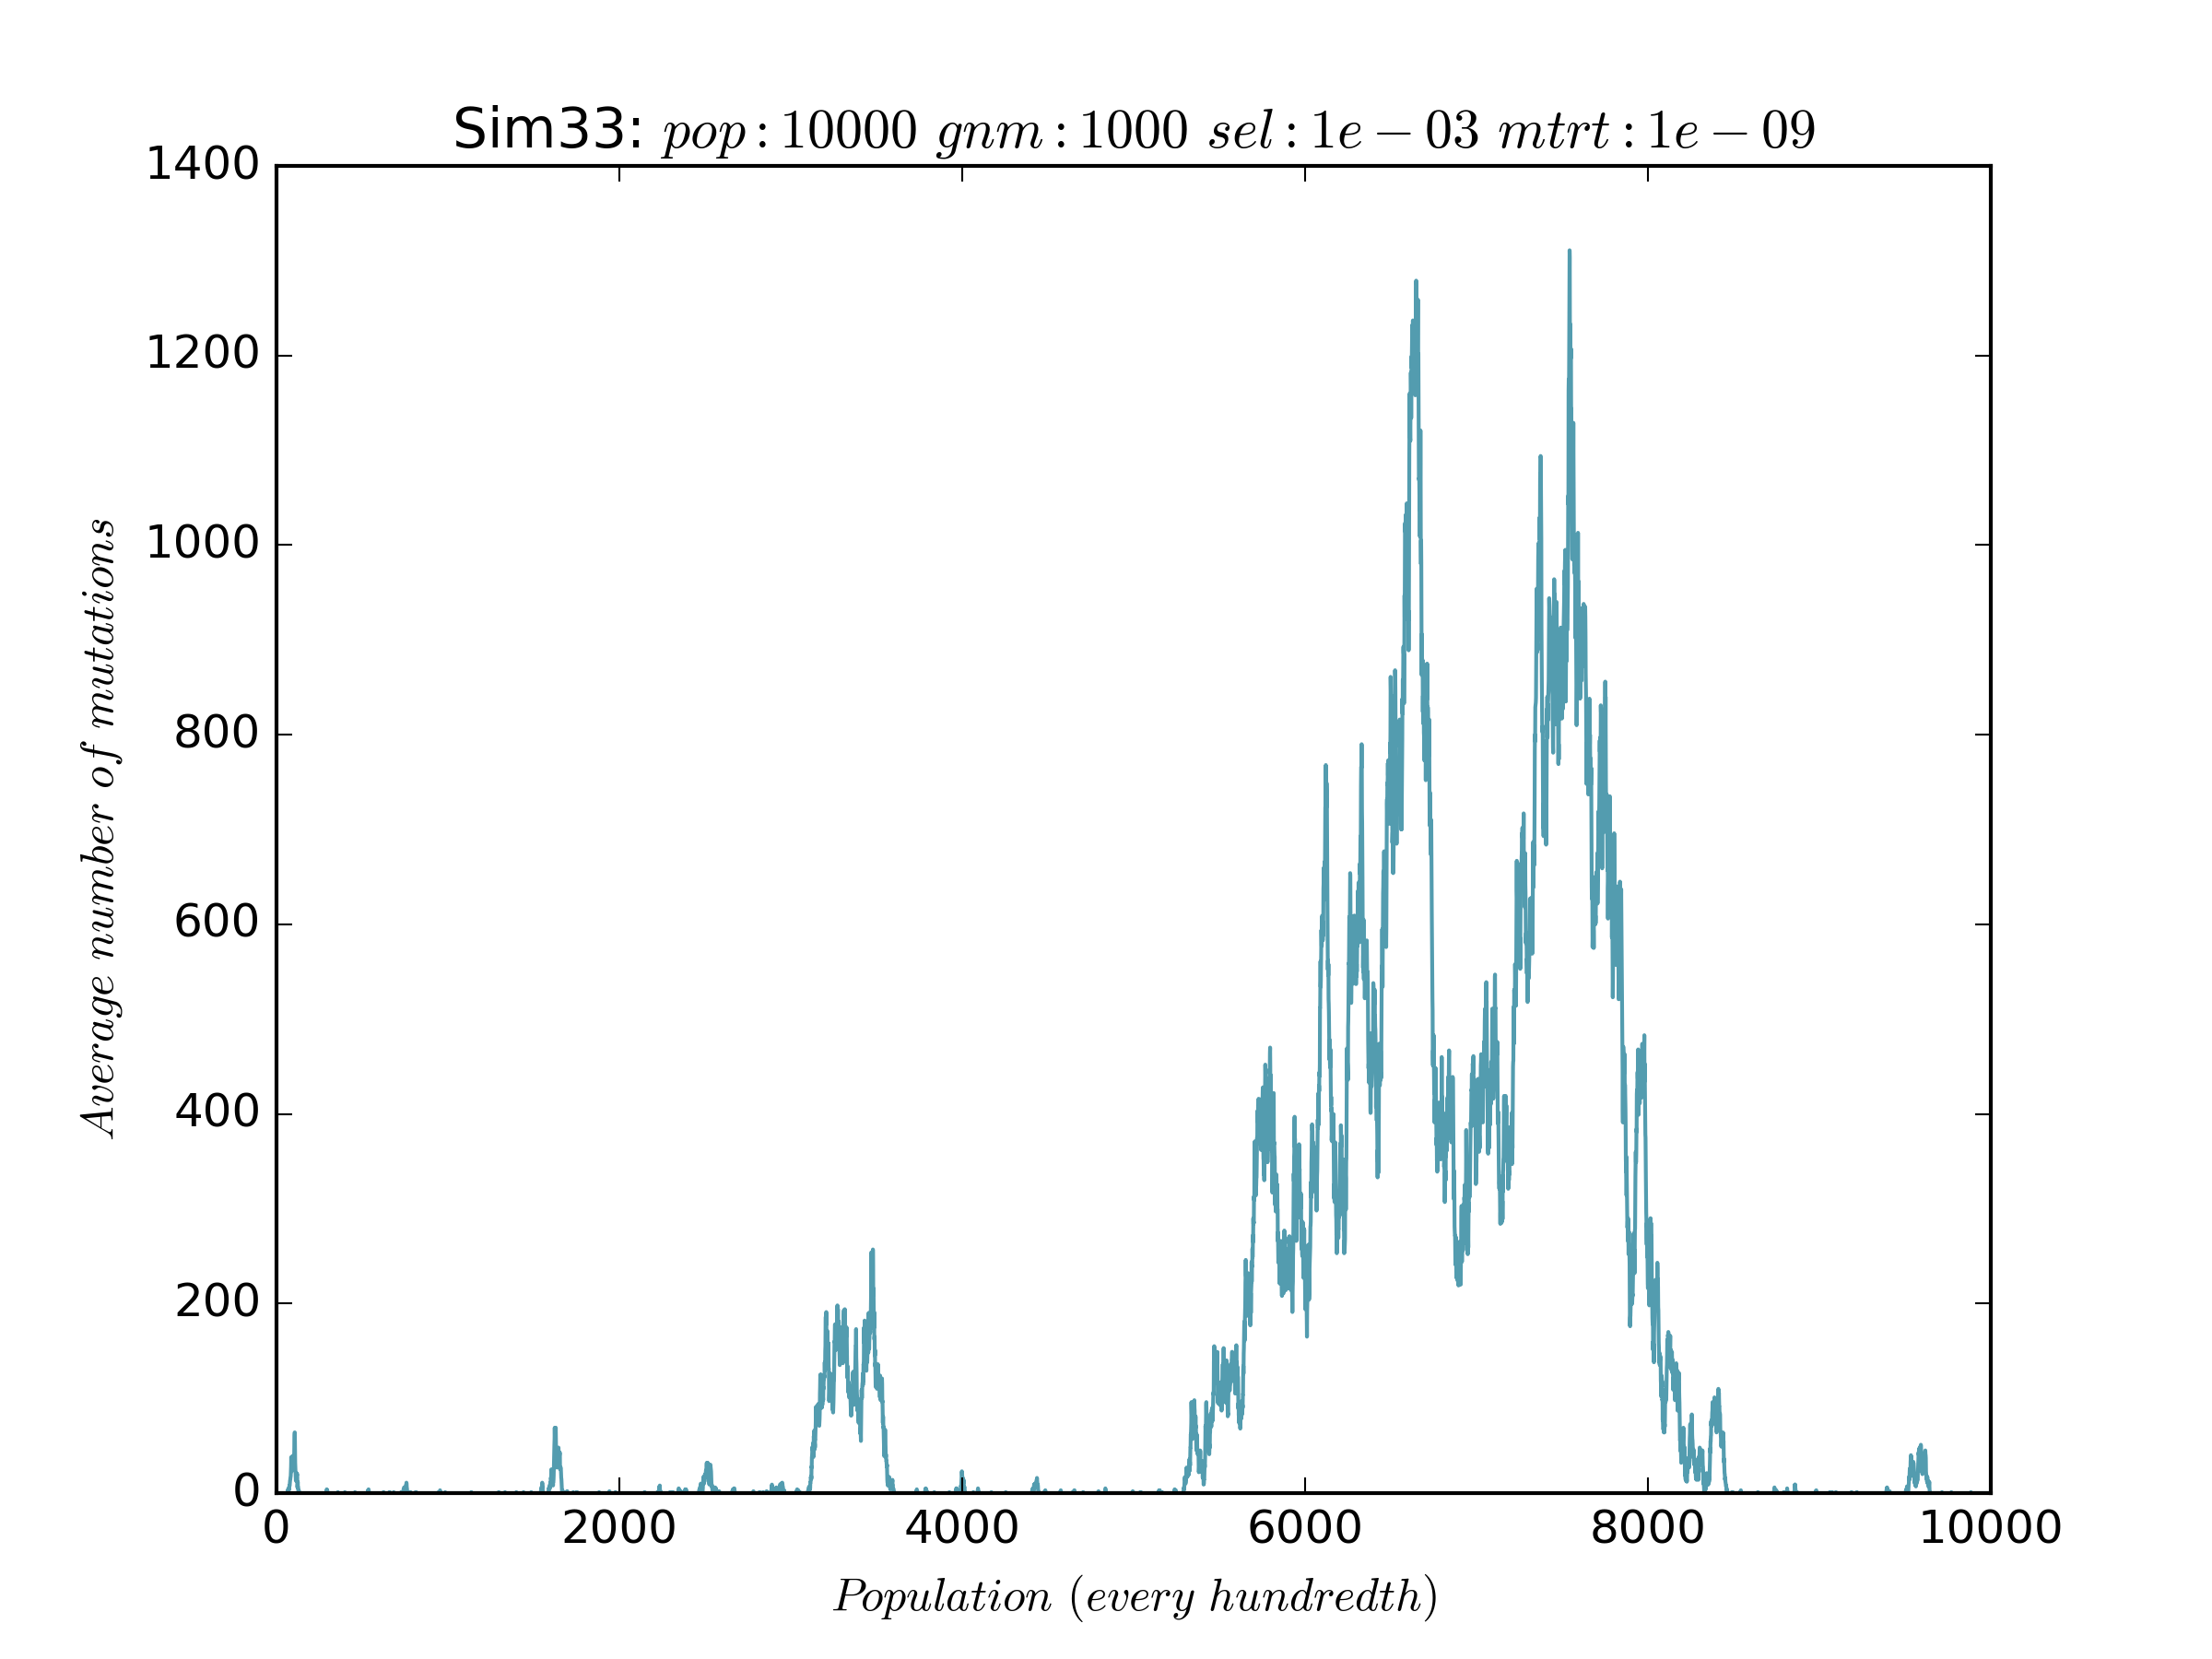 Sim33: pop : 10000 gnm : 1000 sel : 1e − 03 mtrt : 1e − 09
1400
1200
1000
800
600
400
200
0
Average number of mutations
0 2000 4000 6000 8000 10000
Population (every hundredth)